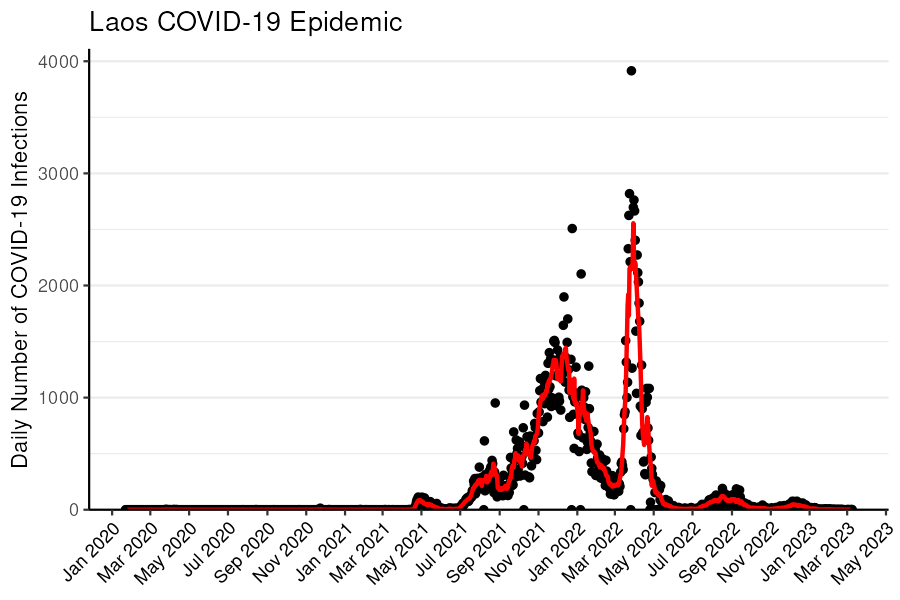 Laos COVID-19 Epidemic
Daily Number of COVID-19 Infections
4000
3000
2000
1000
0
Jan 2020
Mar 2020
May 2020
Jul 2020
Sep 2020
Nov 2020
Jan 2021
Mar 2021
May 2021
Jul 2021
Sep 2021
Nov 2021
Jan 2022
Mar 2022
May 2022
Jul 2022
Sep 2022
Nov 2022
Jan 2023
Mar 2023
May 2023